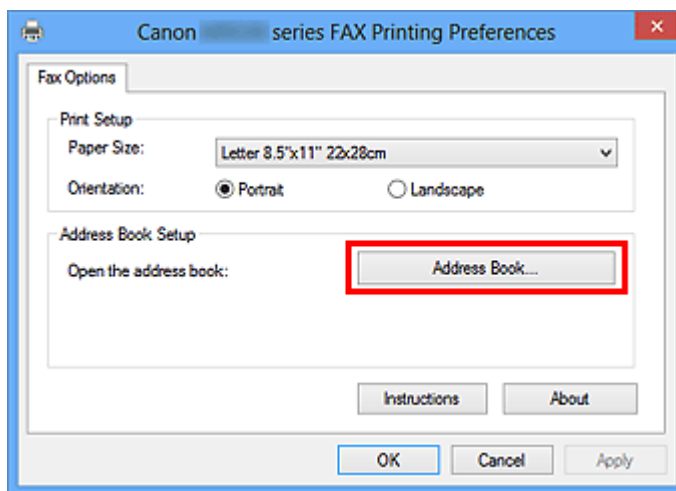 Canon series FAX Printing Preferences
Fax Options
Print Setup
Paper Size: Letter 8.5"x11" 22x28cm
Orientation: Portrait Landscape
Address Book Setup
Open the address book: Address Book...
Instructions About
OK Cancel Apply